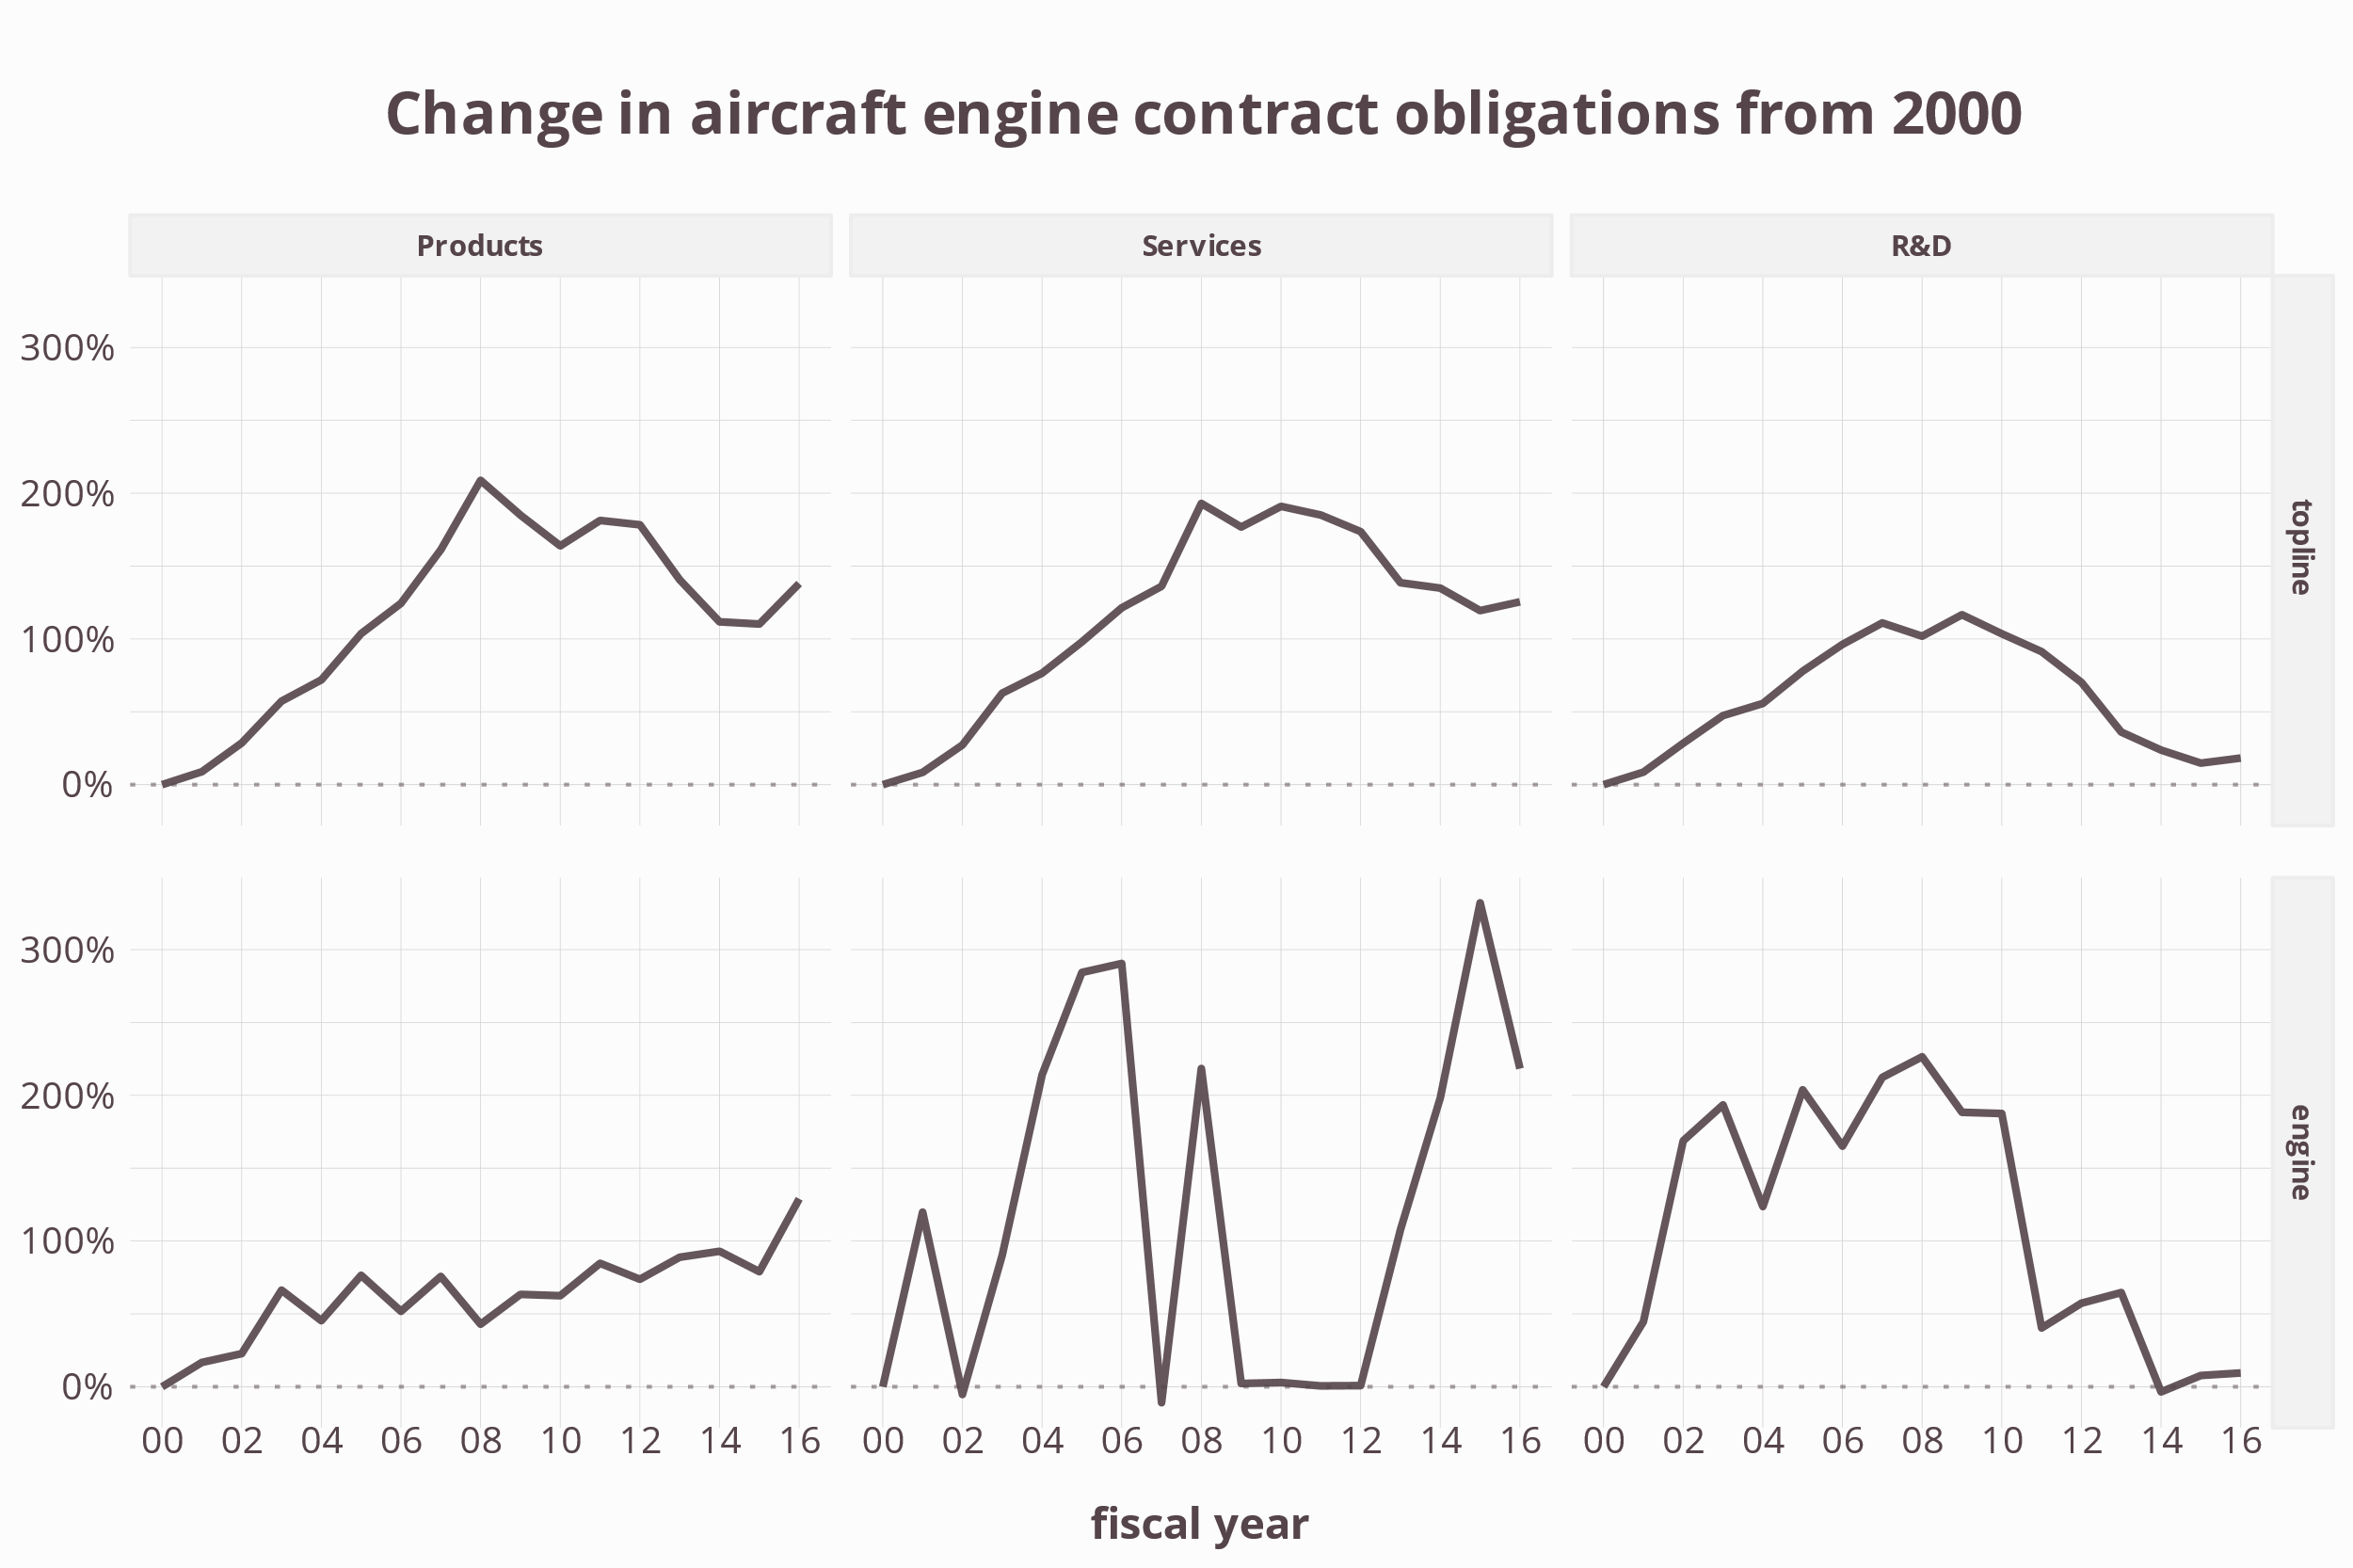 Change in aircraft engine contract obligations from 2000
Products
Services
R&D
300%
200%
100%
0%
topline
300%
200%
100%
0%
engine
00 02 04 06 08 10 12 14 16
00 02 04 06 08 10 12 14 16
00 02 04 06 08 10 12 14 16
fiscal year